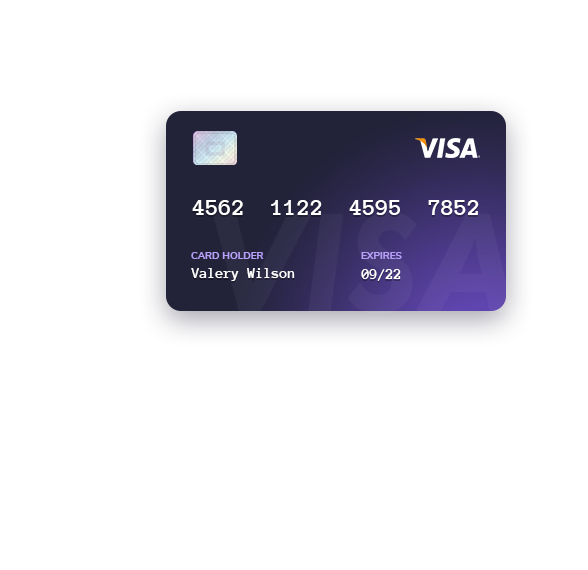 VISA
4562 1122 4595 7852
CARD HOLDER
EXPIRES
Valery Wilson
09/22
VISA